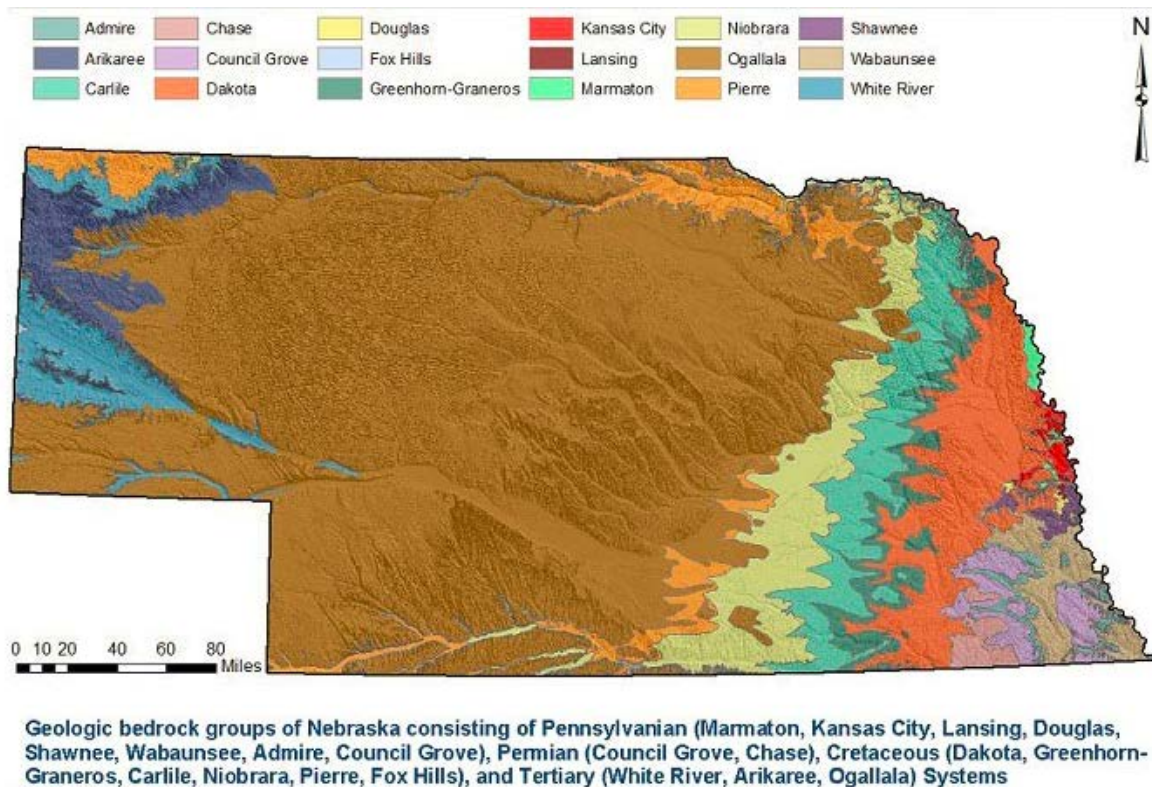 Admire Chase Douglas Kansas City Niobrara Shawnee
Arikaree Council Grove Fox Hills Lansing Ogallala Wabaunsee
Carlile Dakota Greenhorn-Graneros Marmaton Pierre White River
N
0 10 20 40 60 80
Miles
Geologic bedrock groups of Nebraska consisting of Pennsylvanian (Marmaton, Kansas City, Lansing, Douglas,
Shawnee, Wabaunsee, Admire, Council Grove), Permian (Council Grove, Chase), Cretaceous (Dakota, Greenhorn-
Graneros, Carlile, Niobrara, Pierre, Fox Hills), and Tertiary (White River, Arikaree, Ogallala) Systems